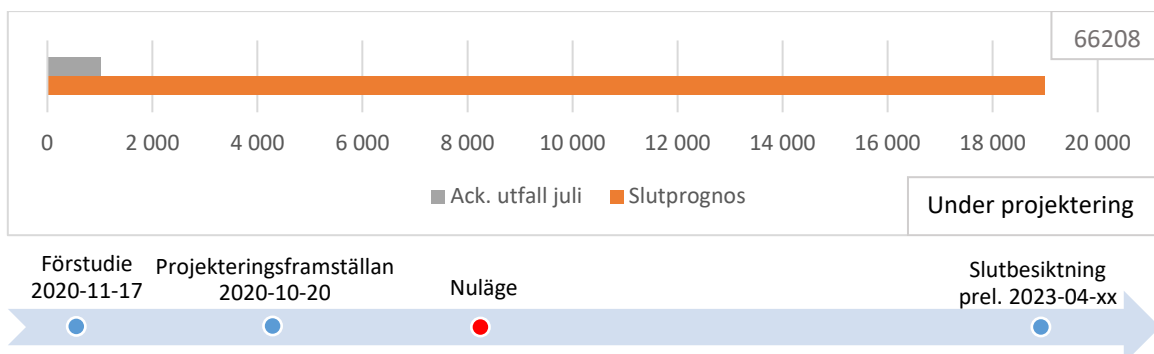 66208
0 2 000 4 000 6 000 8 000 10 000 12 000 14 000 16 000 18 000 20 000
Ack. utfall juli Slutprognos
Under projektering
Förstudie
2020-11-17
Projekteringsframställan
2020-10-20
Nuläge
Slutbesiktning
prel. 2023-04-xx